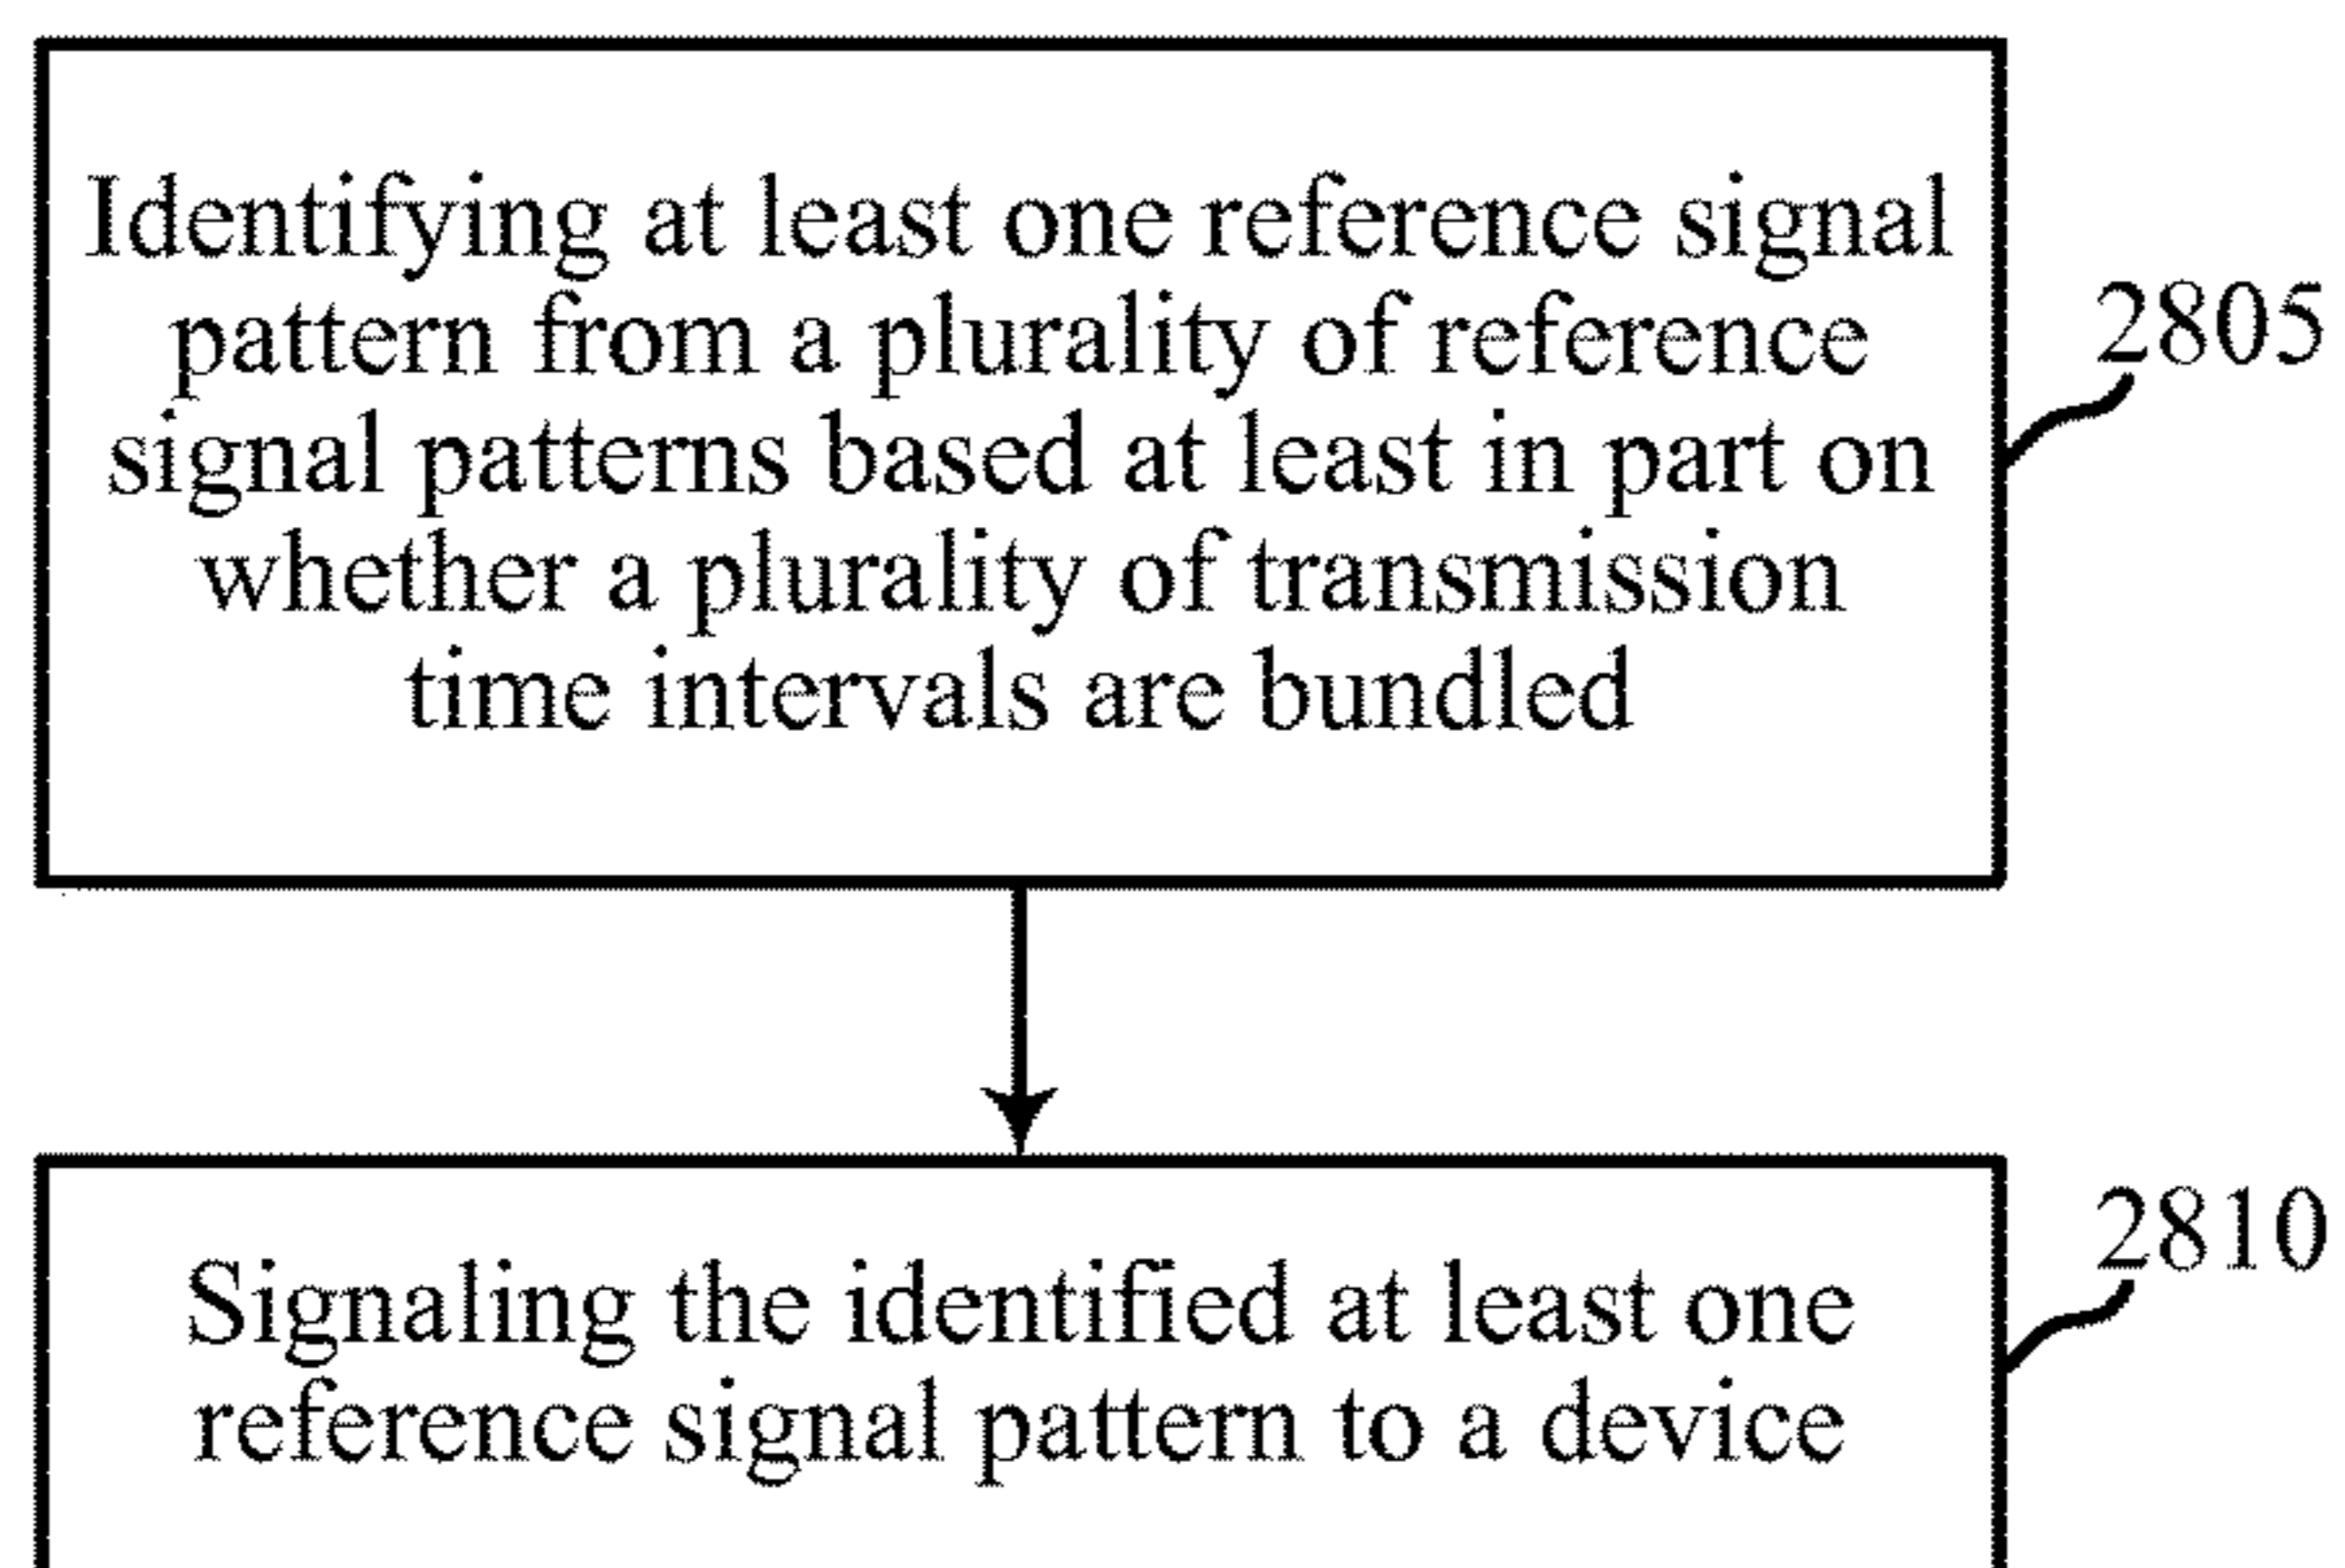 Identifying at least one reference signal
pattern from a plurality of reference
signal patterns based at least in part on
whether a plurality of transmission
time intervals are bundled
2805
Signaling the identified at least one
reference signal pattern to a device
2810